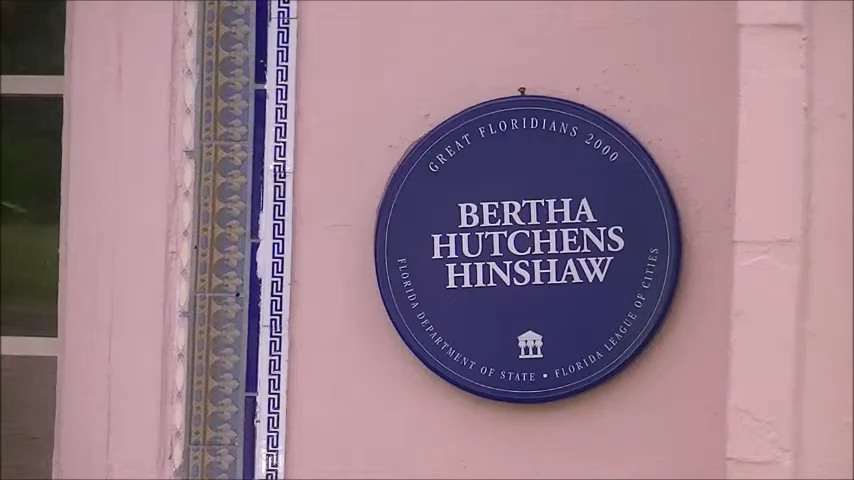 GREAT FLORIDIANS 2000
BERTHA
HUTCHENS
HINSHAW
FLORIDA DEPARTMENT OF STATE • FLORIDA LEAGUE OF CITIES